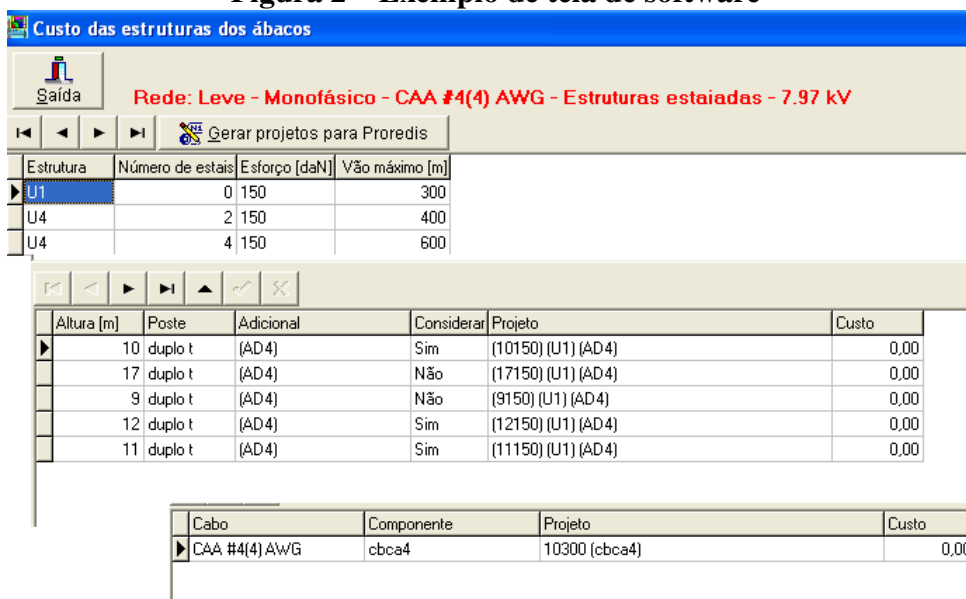 Figura 2 – Exemplo de tela de software
Custo das estruturas dos ábacos
Saída
Rede: Leve - Monofásico - CAA #4(4) AWG - Estruturas estaiadas - 7.97 kV
Gerar projetos para Proredis
Estrutura Número de estais Esforço [daN] Vão máximo [m]
U1 0 150 300
U4 2 150 400
U4 4 150 600
Altura [m] Poste Adicional Considerar Projeto Custo
10 duplo t (AD4) Sim (10150) (U1) (AD4) 0,00
17 duplo t (AD4) Não (17150) (U1) (AD4) 0,00
9 duplo t (AD4) Não (9150) (U1) (AD4) 0,00
12 duplo t (AD4) Sim (12150) (U1) (AD4) 0,00
11 duplo t (AD4) Sim (11150) (U1) (AD4) 0,00
Cabo Componente Projeto Custo
CAA #4(4) AWG cbca4 10300 (cbca4) 0,00